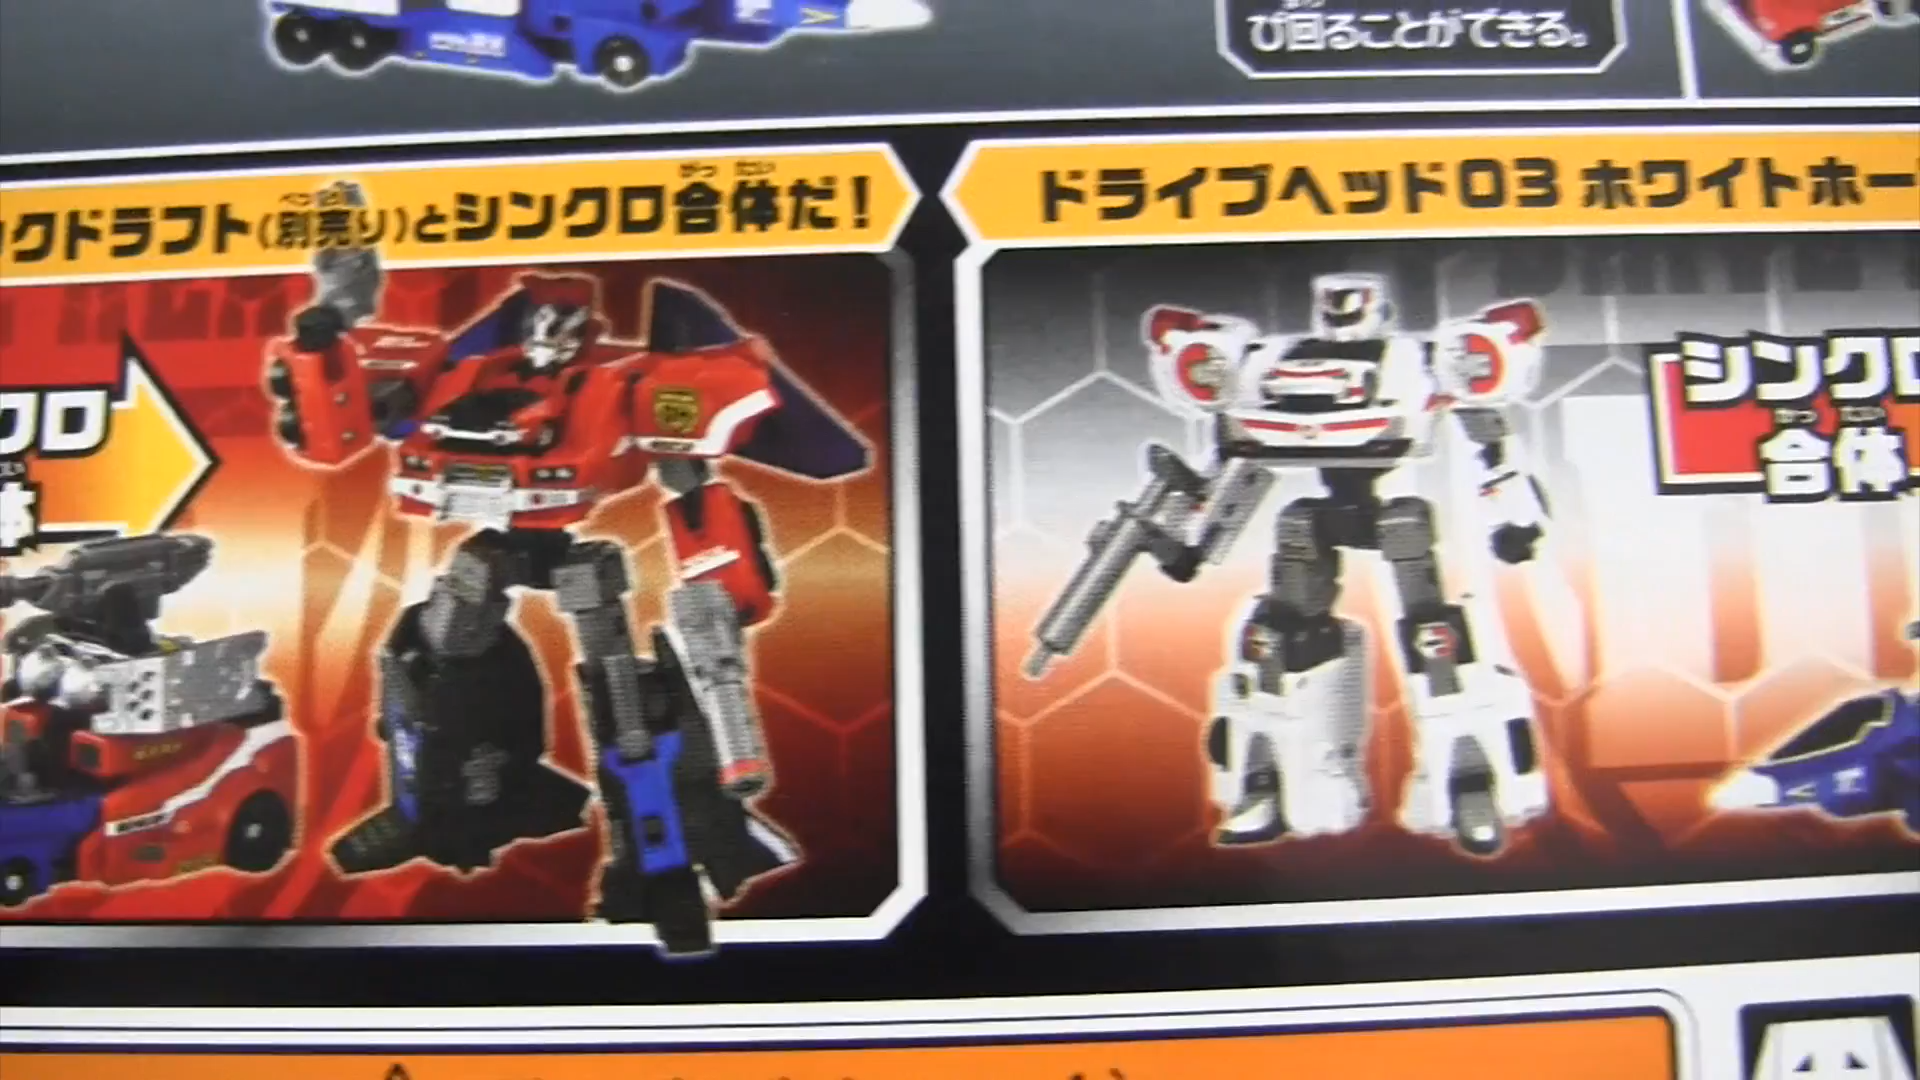 び回ることができる。
クドラフト(別売り)とシンクロ合体だ!
ドライブヘッド03 ホワイトホー
クロ
体
シンクロ
合体